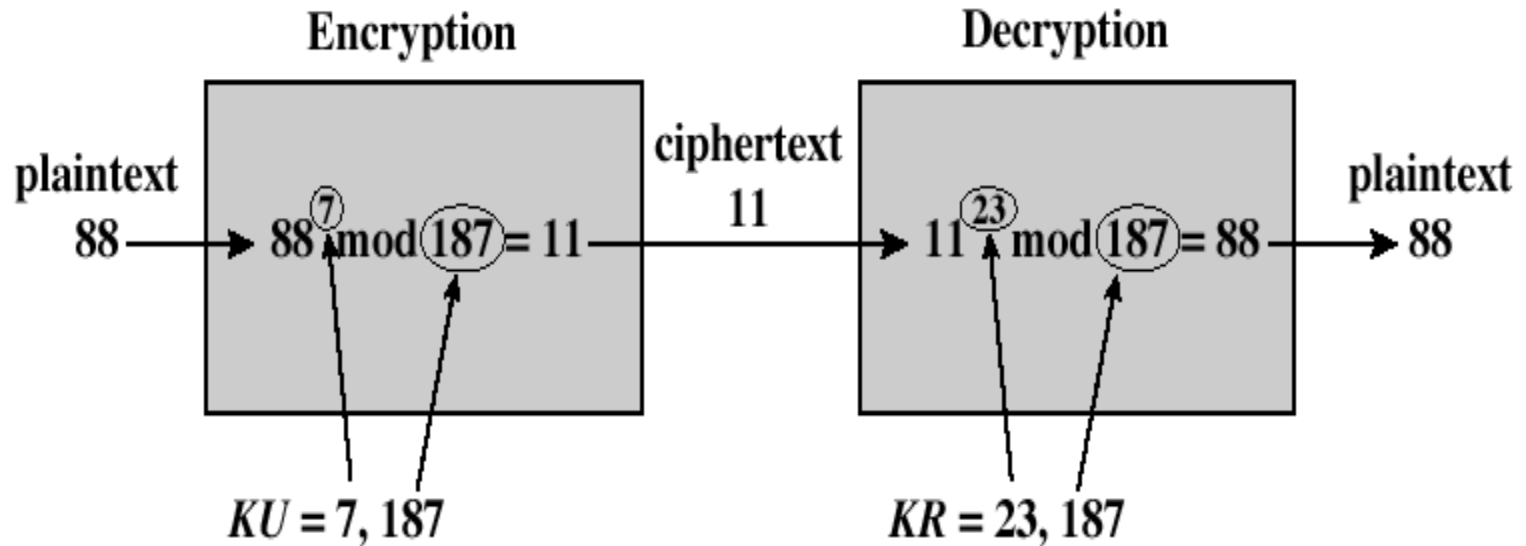 Encryption
Decryption
plaintext
88
88^7 mod 187 = 11
ciphertext
11
11^23 mod 187 = 88
plaintext
88
KU = 7, 187
KR = 23, 187